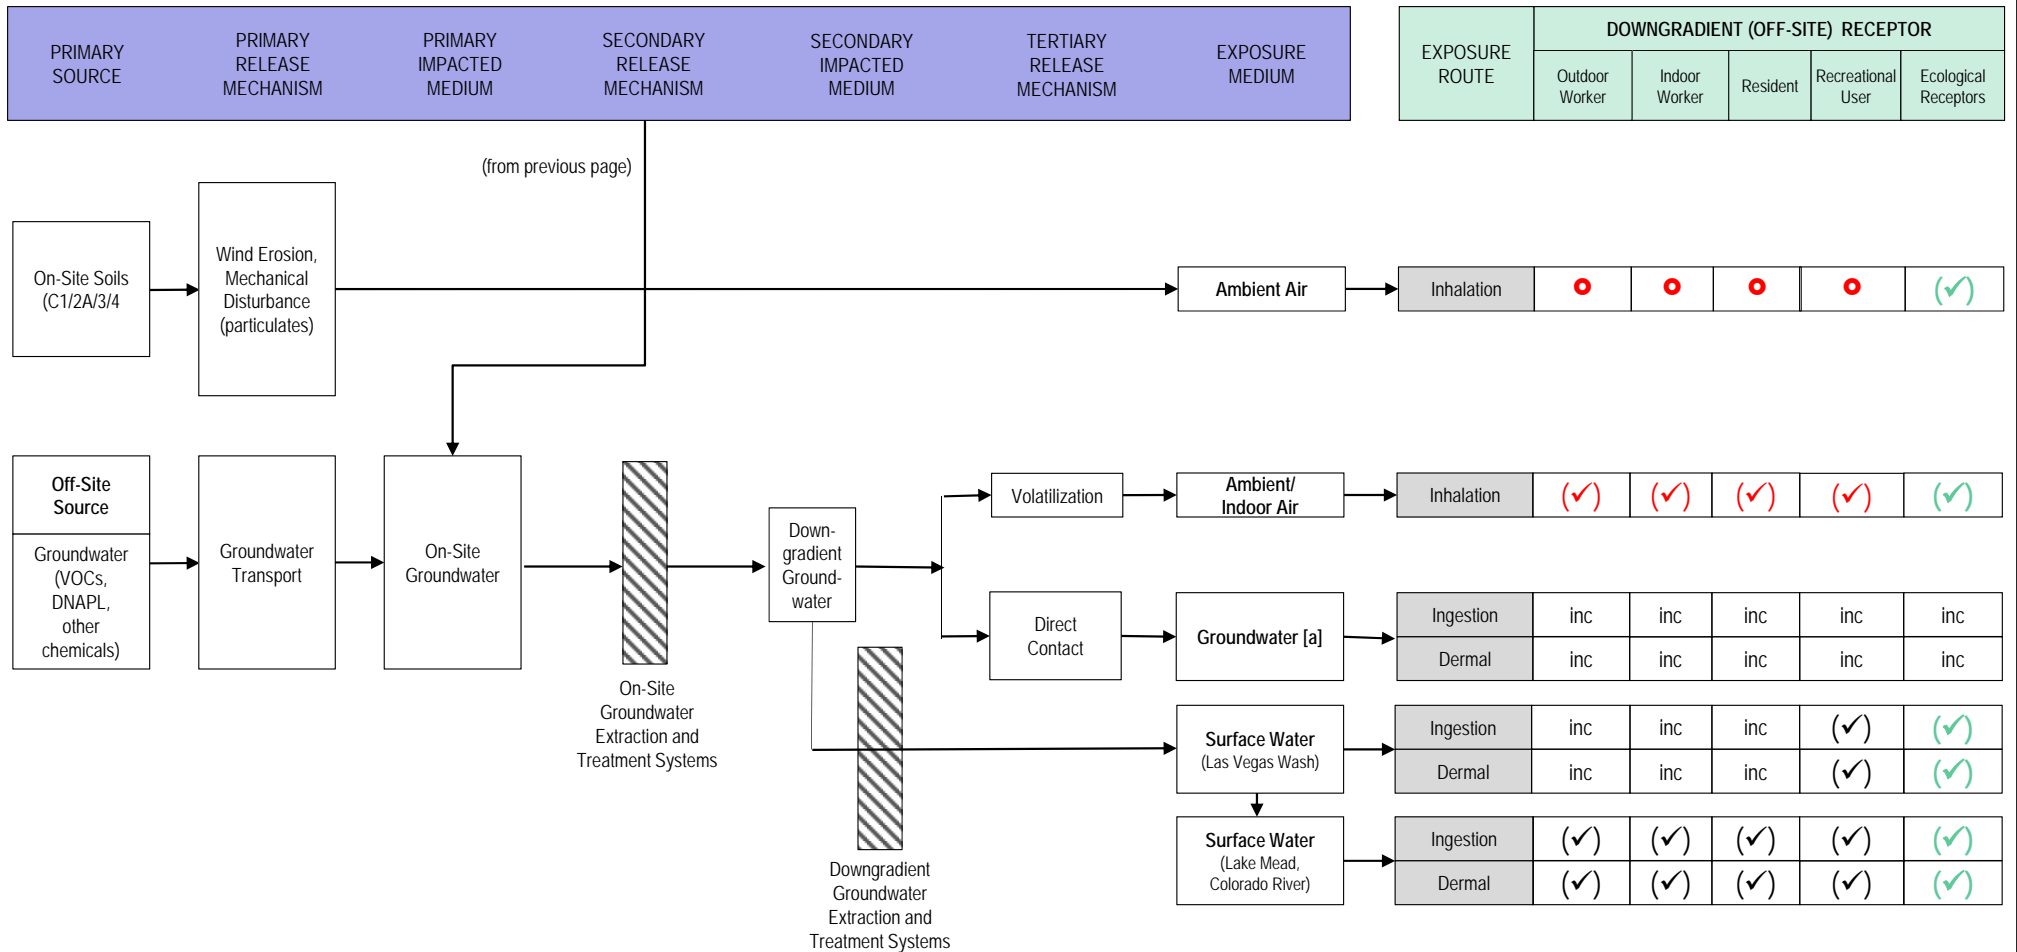 PRIMARY
SOURCE
PRIMARY
RELEASE
MECHANISM
PRIMARY
IMPACTED
MEDIUM
SECONDARY
RELEASE
MECHANISM
SECONDARY
IMPACTED
MEDIUM
TERTIARY
RELEASE
MECHANISM
EXPOSURE
MEDIUM
EXPOSURE
ROUTE
DOWNGRADIENT (OFF-SITE) RECEPTOR
Outdoor
Worker
Indoor
Worker
Resident
Recreational
User
Ecological
Receptors
(from previous page)
On-Site Soils
(C1/2A/3/4
Wind Erosion,
Mechanical
Disturbance
(particulates)
Ambient Air
Inhalation
(✓)
Off-Site
Source
Groundwater
(VOCs,
DNAPL,
other
chemicals)
Groundwater
Transport
On-Site
Groundwater
On-Site
Groundwater
Extraction and
Treatment Systems
Down-
gradient
Ground-
water
Downgradient
Groundwater
Extraction and
Treatment Systems
Volatilization
Ambient/
Indoor Air
Inhalation
(✓) (✓) (✓) (✓) (✓)
Direct
Contact
Groundwater [a]
Ingestion
inc inc inc inc inc
Dermal
inc inc inc inc inc
Surface Water
(Las Vegas Wash)
Ingestion
inc inc inc (✓) (✓)
Dermal
inc inc inc (✓) (✓)
Surface Water
(Lake Mead,
Colorado River)
Ingestion
(✓) (✓) (✓) (✓) (✓)
Dermal
(✓) (✓) (✓) (✓) (✓)